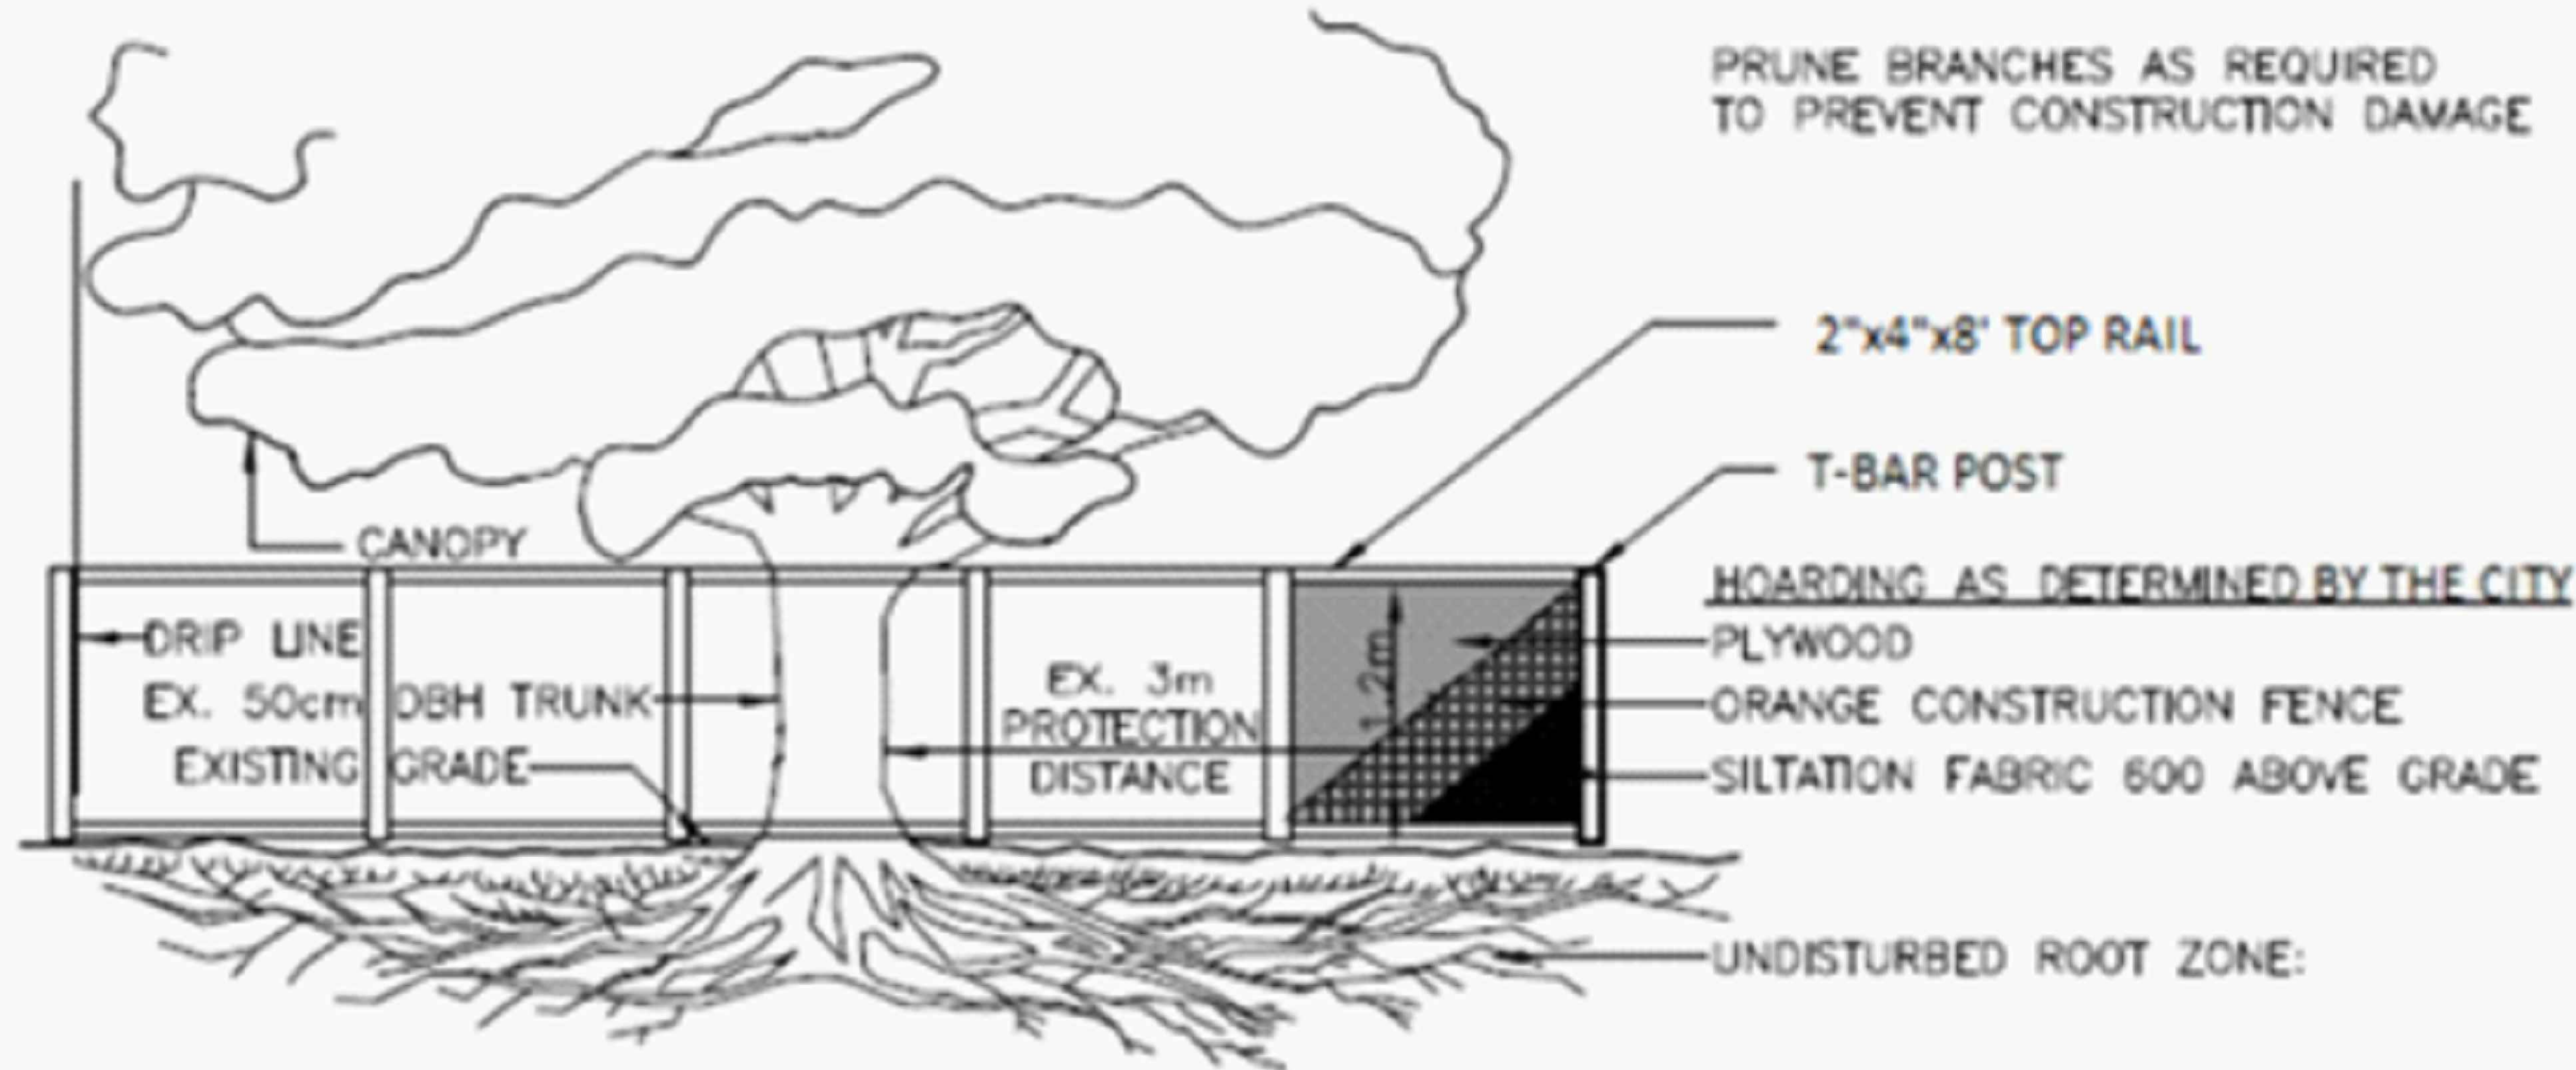 PRUNE BRANCHES AS REQUIRED
TO PREVENT CONSTRUCTION DAMAGE
2"x4"x8' TOP RAIL
T-BAR POST
CANOPY
HOARDING AS DETERMINED BY THE CITY
DRIP LINE
PLYWOOD
1.2m
EX. 50cm DBH TRUNK
EX. 3m
PROTECTION
DISTANCE
ORANGE CONSTRUCTION FENCE
EXISTING GRADE
SILTATION FABRIC 600 ABOVE GRADE
UNDISTURBED ROOT ZONE: